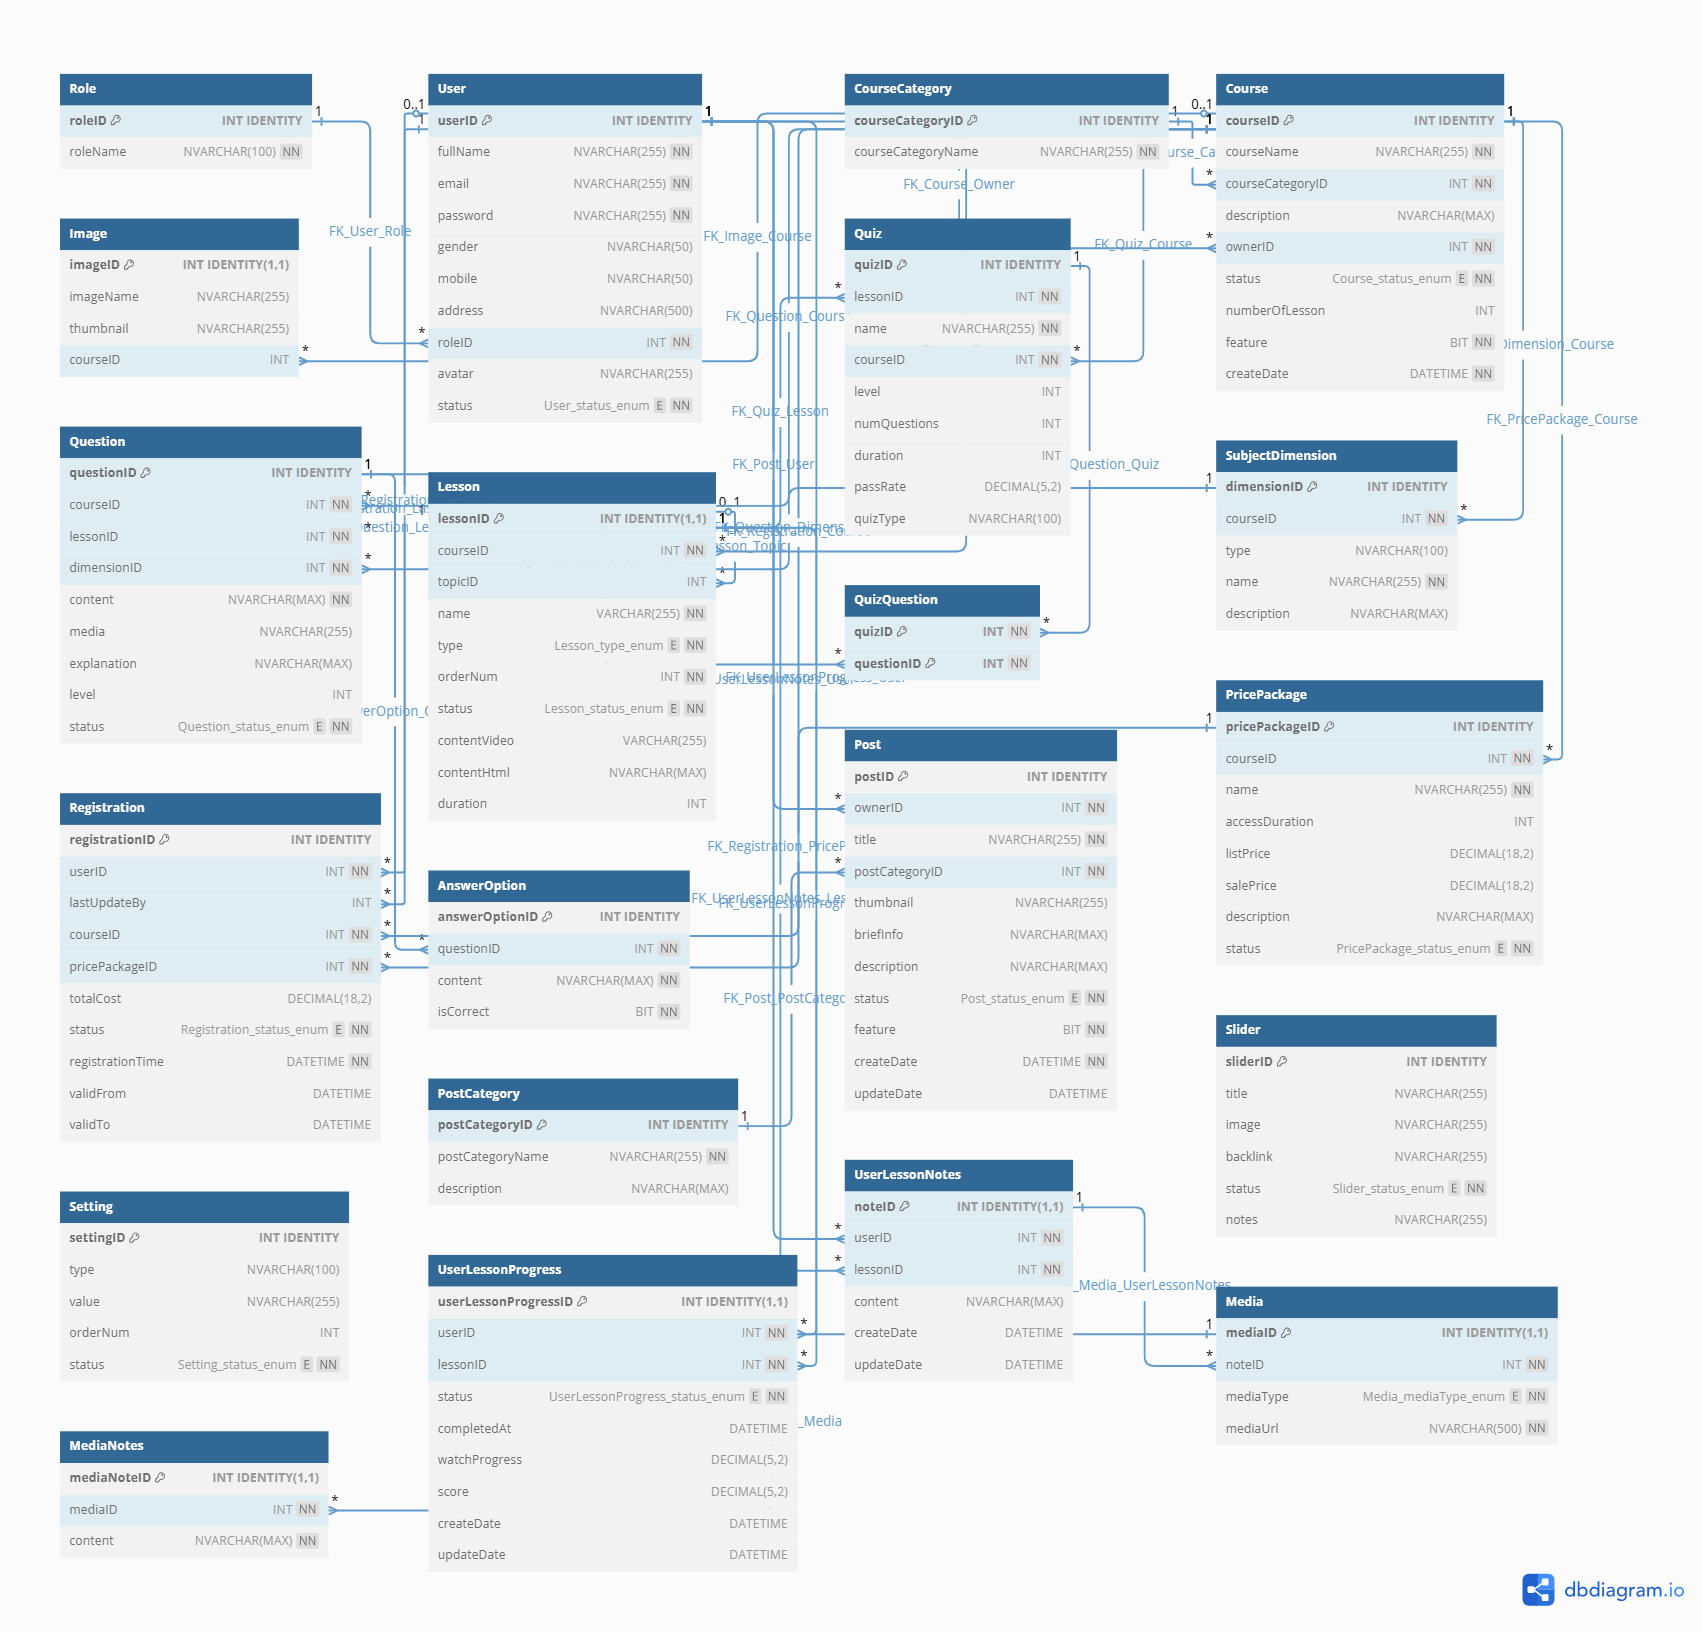 Role
roleID INT IDENTITY
roleName NVARCHAR(100) NN
Image
imageID INT IDENTITY(1,1)
imageName NVARCHAR(255)
thumbnail NVARCHAR(255)
courseID INT
Question
questionID INT IDENTITY
courseID INT NN
lessonID INT NN
dimensionID INT NN
content NVARCHAR(MAX) NN
media NVARCHAR(255)
explanation NVARCHAR(MAX)
level INT
status Question_status_enum E NN
Registration
registrationID INT IDENTITY
userID INT NN
lastUpdateBy INT
courseID INT NN
pricePackageID INT NN
totalCost DECIMAL(18,2)
status Registration_status_enum E NN
registrationTime DATETIME NN
validFrom DATETIME
validTo DATETIME
Setting
settingID INT IDENTITY
type NVARCHAR(100)
value NVARCHAR(255)
orderNum INT
status Setting_status_enum E NN
MediaNotes
mediaNoteID INT IDENTITY(1,1)
mediaID INT NN
content NVARCHAR(MAX) NN
User
userID INT IDENTITY
fullName NVARCHAR(255) NN
email NVARCHAR(255) NN
password NVARCHAR(255) NN
gender NVARCHAR(50)
mobile NVARCHAR(50)
address NVARCHAR(500)
roleID INT NN
avatar NVARCHAR(255)
status User_status_enum E NN
Lesson
lessonID INT IDENTITY(1,1)
courseID INT NN
topicID INT
name VARCHAR(255) NN
type Lesson_type_enum E NN
orderNum INT NN
status Lesson_status_enum E NN
contentVideo VARCHAR(255)
contentHtml NVARCHAR(MAX)
duration INT
AnswerOption
answerOptionID INT IDENTITY
questionID INT NN
content NVARCHAR(MAX) NN
isCorrect BIT NN
PostCategory
postCategoryID INT IDENTITY
postCategoryName NVARCHAR(255) NN
description NVARCHAR(MAX)
UserLessonProgress
userLessonProgressID INT IDENTITY(1,1)
userID INT NN
lessonID INT NN
status UserLessonProgress_status_enum E NN
completedAt DATETIME
watchProgress DECIMAL(5,2)
score DECIMAL(5,2)
createDate DATETIME
updateDate DATETIME
CourseCategory
courseCategoryID INT IDENTITY
courseCategoryName NVARCHAR(255) NN
Quiz
quizID INT IDENTITY
lessonID INT NN
name NVARCHAR(255) NN
courseID INT NN
level INT
numQuestions INT
duration INT
passRate DECIMAL(5,2)
quizType NVARCHAR(100)
QuizQuestion
quizID INT NN
questionID INT NN
Post
postID INT IDENTITY
ownerID INT NN
title NVARCHAR(255) NN
postCategoryID INT NN
thumbnail NVARCHAR(255)
briefInfo NVARCHAR(MAX)
description NVARCHAR(MAX)
status Post_status_enum E NN
feature BIT NN
createDate DATETIME NN
updateDate DATETIME
UserLessonNotes
noteID INT IDENTITY(1,1)
userID INT NN
lessonID INT NN
content NVARCHAR(MAX)
createDate DATETIME
updateDate DATETIME
Course
courseID INT IDENTITY
courseName NVARCHAR(255) NN
courseCategoryID INT NN
description NVARCHAR(MAX)
ownerID INT NN
status Course_status_enum E NN
numberOfLesson INT
feature BIT NN
createDate DATETIME NN
SubjectDimension
dimensionID INT IDENTITY
courseID INT NN
type NVARCHAR(100)
name NVARCHAR(255) NN
description NVARCHAR(MAX)
PricePackage
pricePackageID INT IDENTITY
courseID INT NN
name NVARCHAR(255) NN
accessDuration INT
listPrice DECIMAL(18,2)
salePrice DECIMAL(18,2)
description NVARCHAR(MAX)
status PricePackage_status_enum E NN
Slider
sliderID INT IDENTITY
title NVARCHAR(255)
image NVARCHAR(255)
backlink NVARCHAR(255)
status Slider_status_enum E NN
notes NVARCHAR(255)
Media
mediaID INT IDENTITY(1,1)
noteID INT NN
mediaType Media_mediaType_enum E NN
mediaUrl NVARCHAR(500) NN
FK_User_Role
FK_Image_Course
FK_Course_Owner
FK_Quiz_Course
FK_Question_Cours
FK_Quiz_Lesson
FK_Post_User
Question_Quiz
Dimension_Course
FK_PricePackage_Course
FK_Registration_PriceP
FK_Post_PostCatego
_Media_UserLessonNotes
_Media
dbdiagram.io